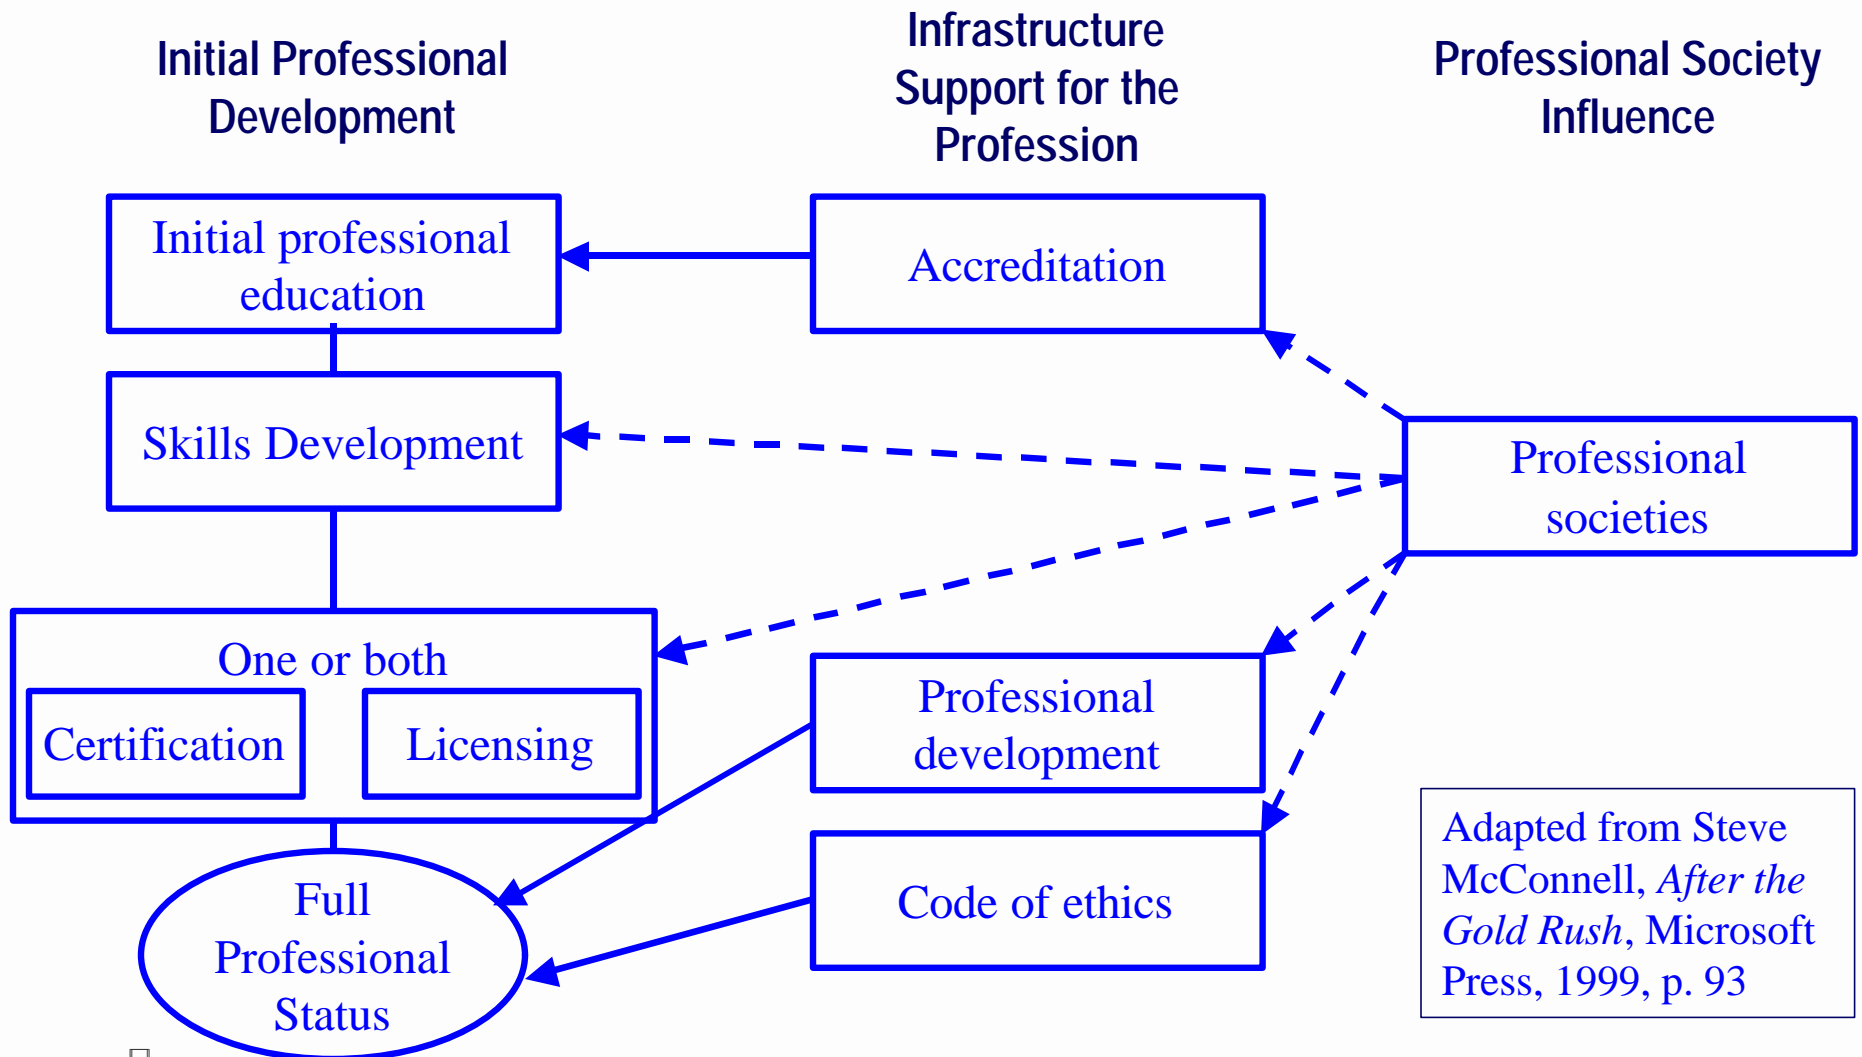 Initial Professional
Development
Infrastructure
Support for the
Profession
Professional Society
Influence
Initial professional
education
Accreditation
Skills Development
Professional
societies
One or both
Certification
Licensing
Professional
development
Full
Professional
Status
Code of ethics
Adapted from Steve
McConnell, After the
Gold Rush, Microsoft
Press, 1999, p. 93